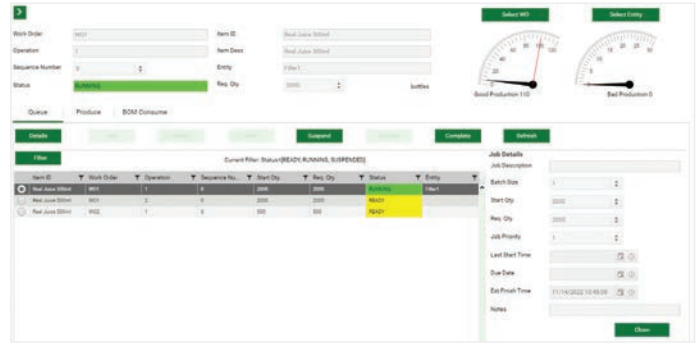 Select WO Select Entity
Work Order WO1 Item ID Real Juice 500ml
Operation 1 Item Desc Real Juice 500ml
Sequence Number 0 Entity Filler1
Status RUNNING Req. Qty. 2000 bottles
Good Production 110 Bad Production 0
Queue Produce BOM Consume
Details Suspend Complete Refresh
Filter Current Filter: Status=[READY, RUNNING, SUSPENDED] Job Details
Job Description
Item ID Work Order Operation Sequence Nu... Start Qty. Req. Qty. Status Entity
Batch Size 1
Real Juice 500ml WO1 1 0 2000 2000 RUNNING Filler1
Real Juice 500ml WO1 2 0 2000 2000 READY
Real Juice 500ml WO2 1 0 500 500 READY
Start Qty. 2000
Req. Qty. 2000
Job Priority 1
Last Start Time
Due Date
Est Finish Time 11/14/2022 10:46:09
Notes